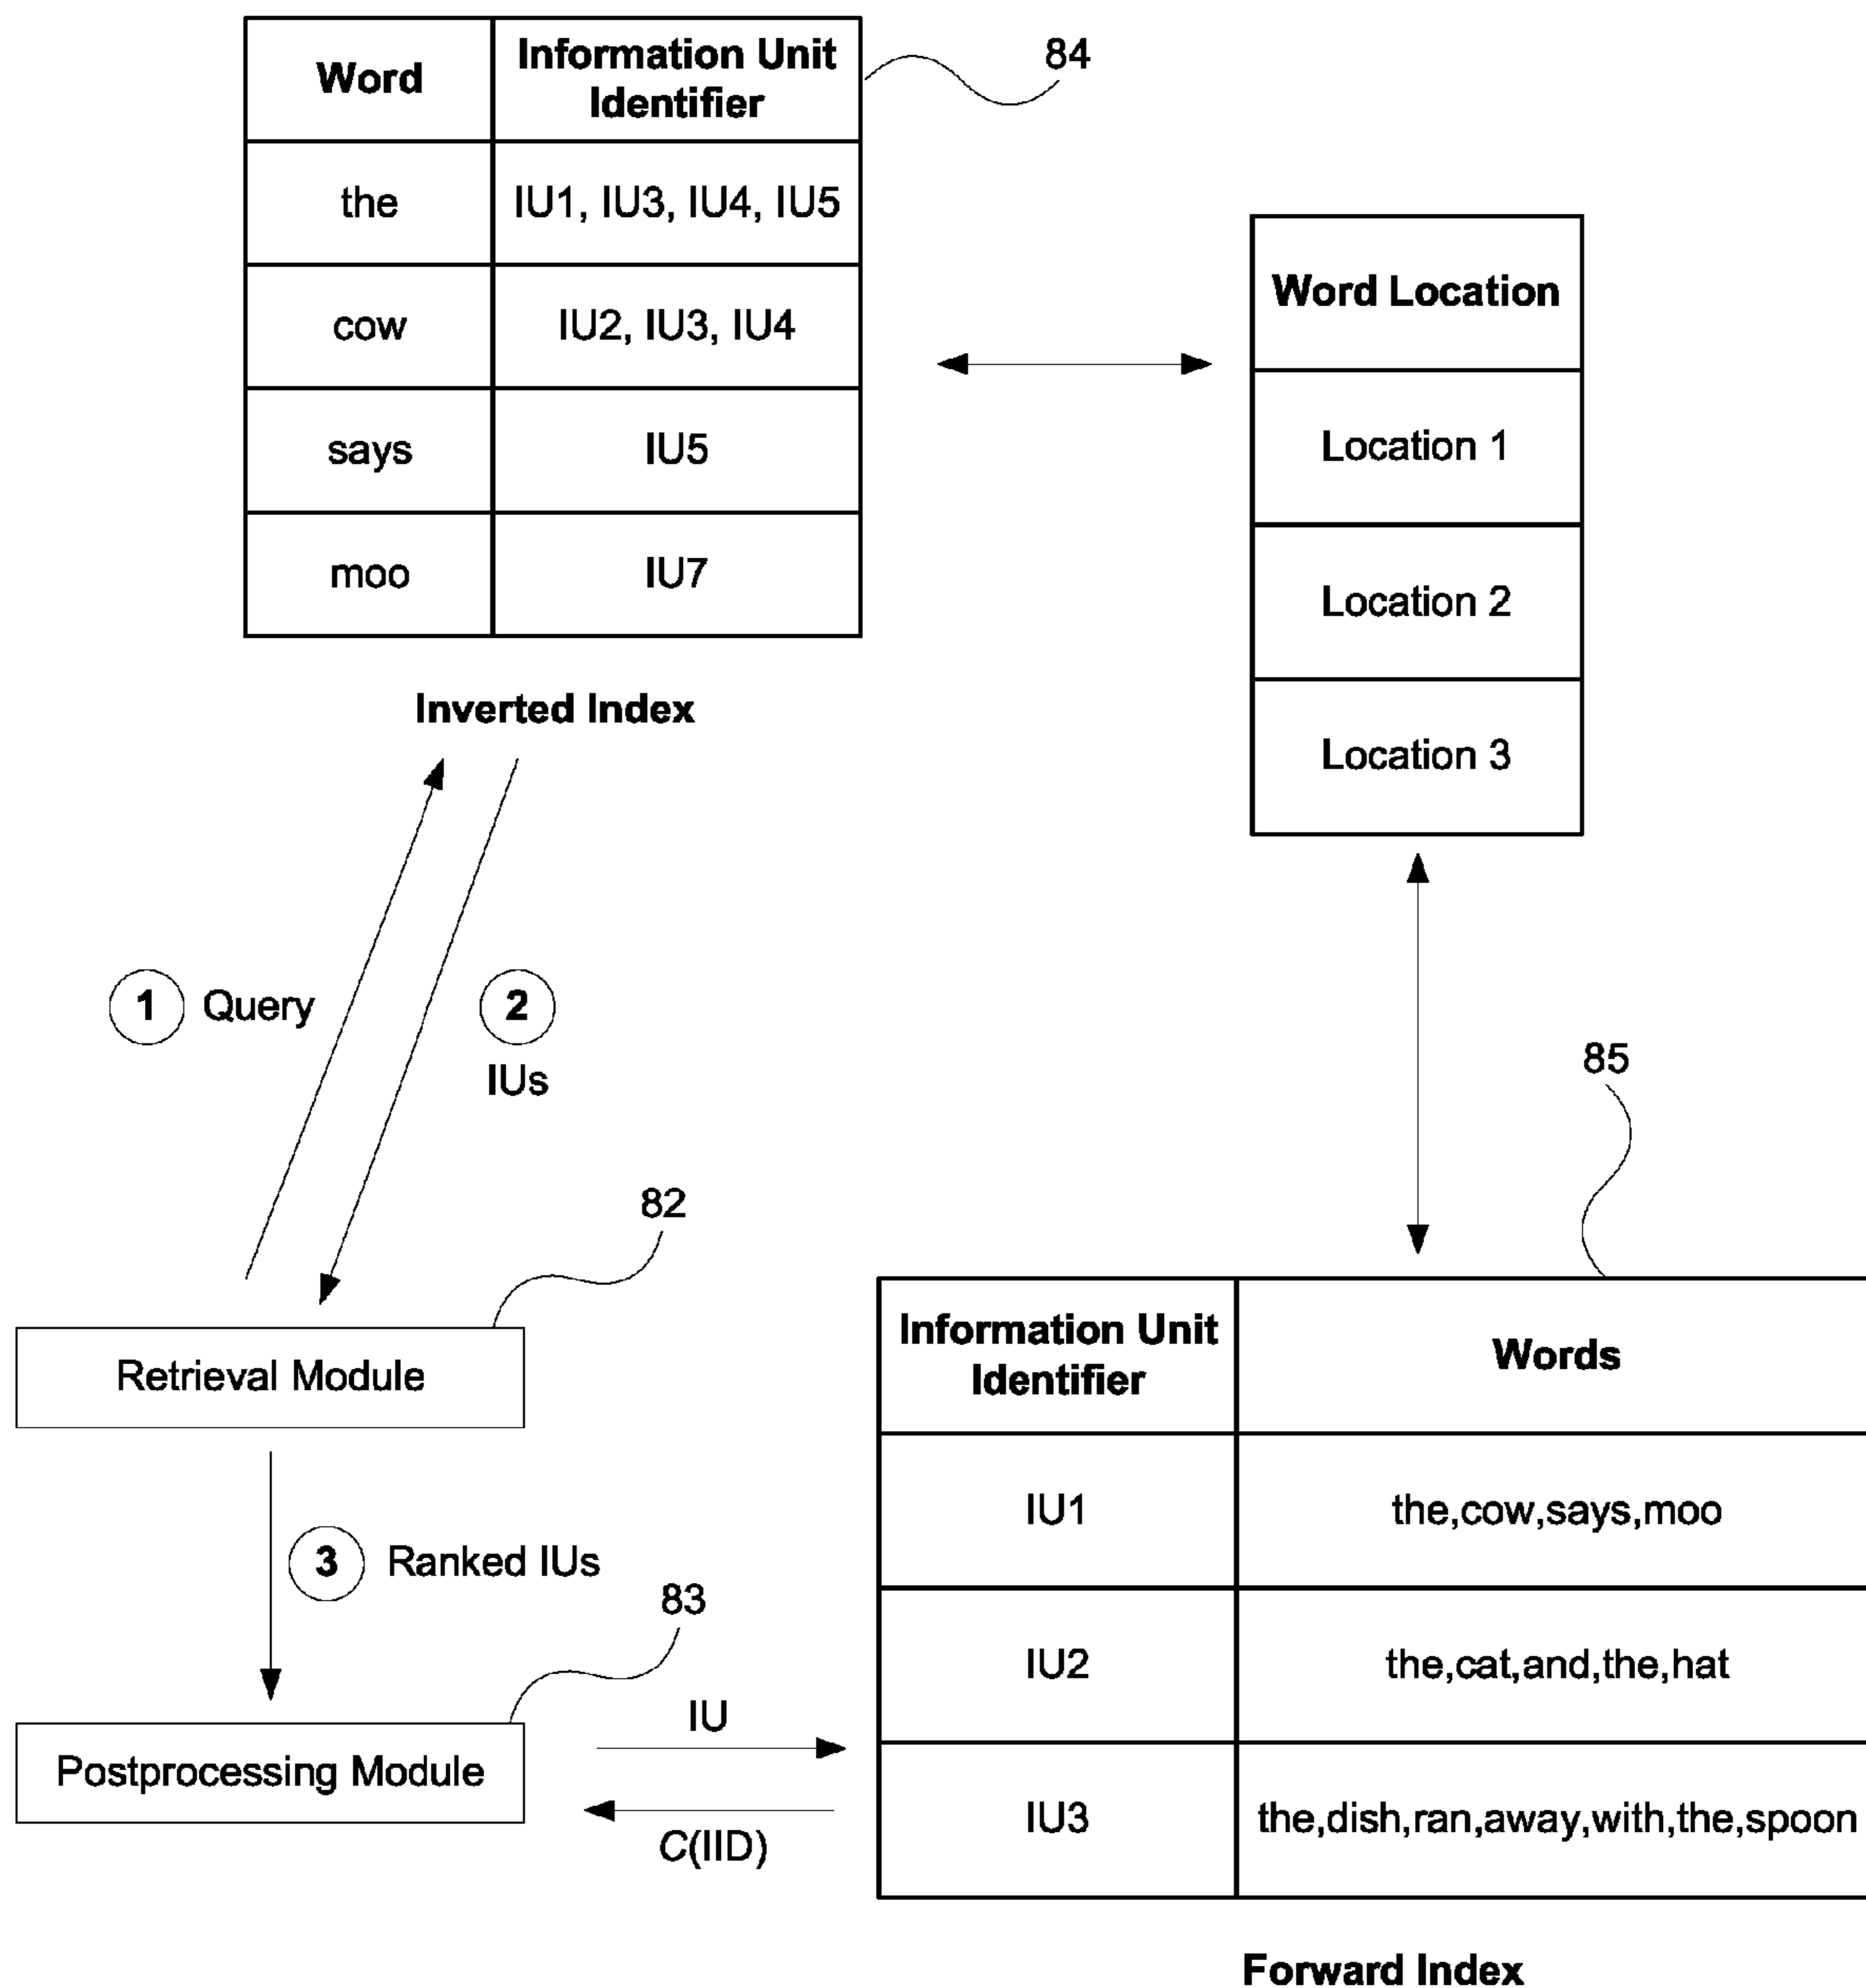 Word
Information Unit
Identifier
84
the
IU1, IU3, IU4, IU5
cow
IU2, IU3, IU4
says
IU5
moo
IU7
Inverted Index
Word Location
Location 1
Location 2
Location 3
1 Query
2
IUs
82
Retrieval Module
3 Ranked IUs
83
Postprocessing Module
IU
C(IID)
85
Information Unit
Identifier
Words
IU1
the,cow,says,moo
IU2
the,cat,and,the,hat
IU3
the,dish,ran,away,with,the,spoon
Forward Index